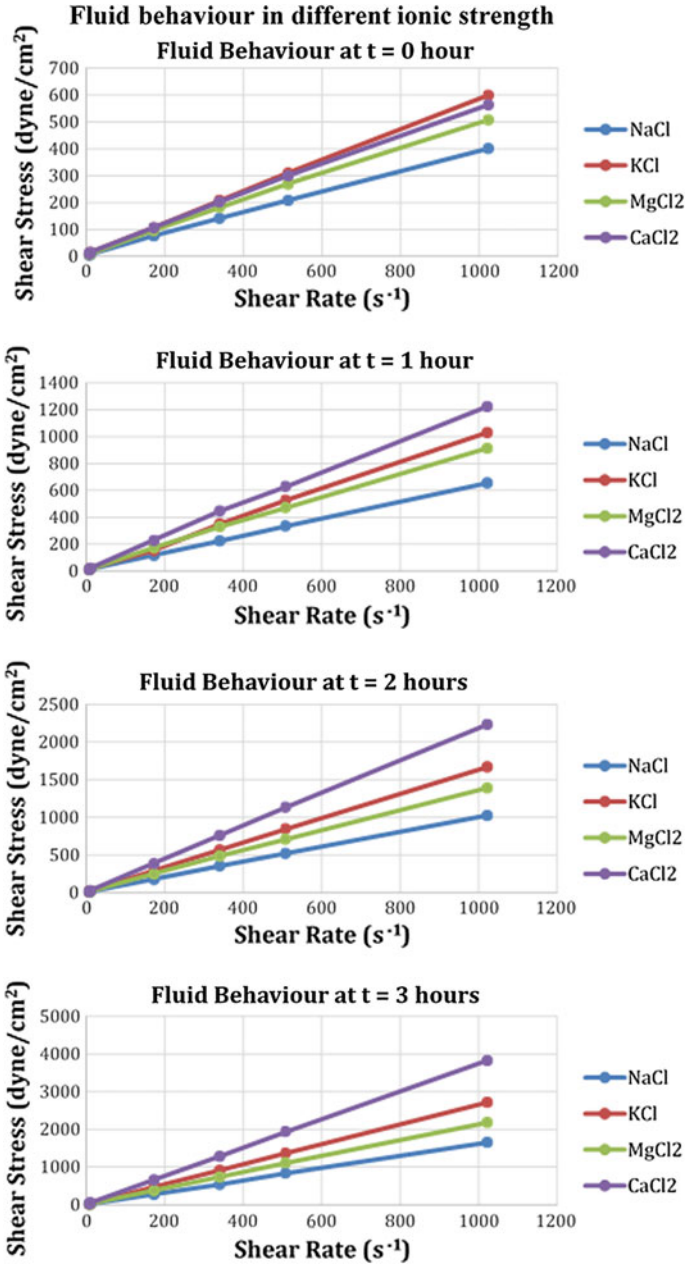 Fluid behaviour in different ionic strength
Fluid Behaviour at t = 0 hour
Shear Stress (dyne/cm²)
700
600
500
400
300
200
100
0
0 200 400 600 800 1000 1200
Shear Rate (s⁻¹)
NaCl
KCl
MgCl2
CaCl2
Fluid Behaviour at t = 1 hour
Shear Stress (dyne/cm²)
1400
1200
1000
800
600
400
200
0
0 200 400 600 800 1000 1200
Shear Rate (s⁻¹)
NaCl
KCl
MgCl2
CaCl2
Fluid Behaviour at t = 2 hours
Shear Stress (dyne/cm²)
2500
2000
1500
1000
500
0
0 200 400 600 800 1000 1200
Shear Rate (s⁻¹)
NaCl
KCl
MgCl2
CaCl2
Fluid Behaviour at t = 3 hours
Shear Stress (dyne/cm²)
5000
4000
3000
2000
1000
0
0 200 400 600 800 1000 1200
Shear Rate (s⁻¹)
NaCl
KCl
MgCl2
CaCl2